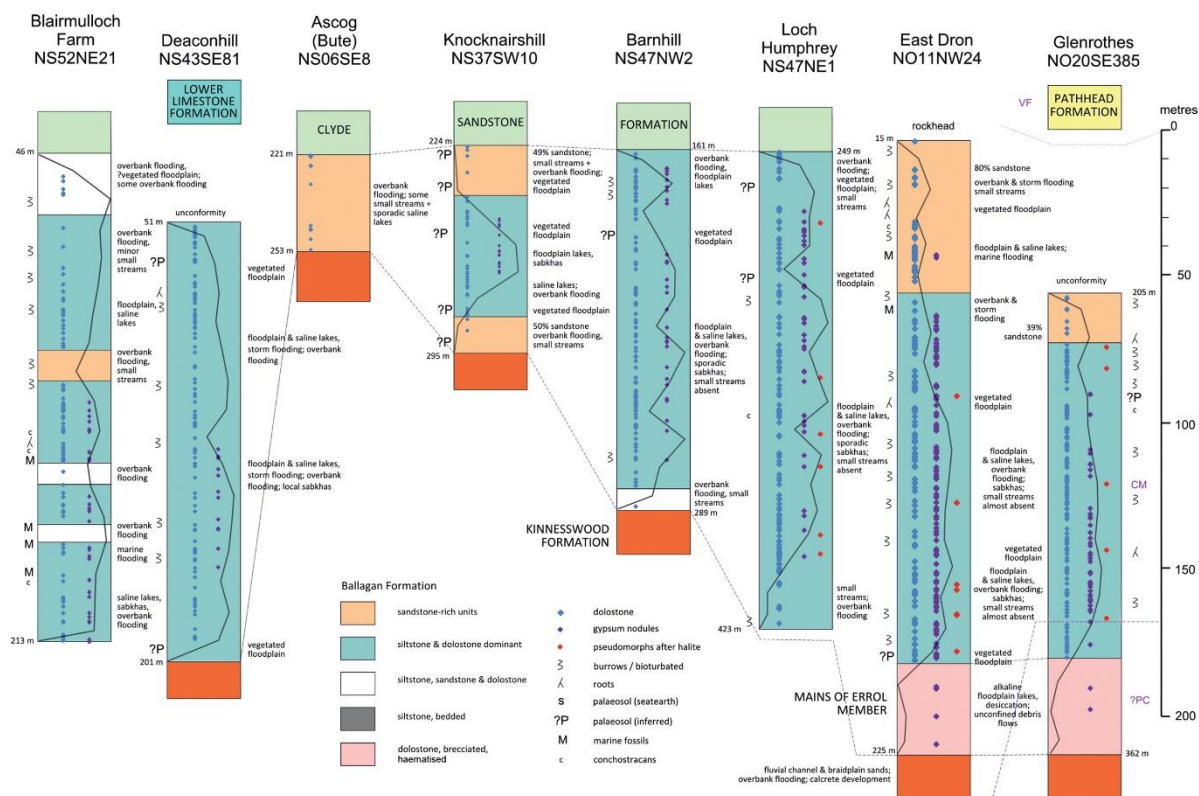 Blairmulloch
Farm
NS52NE21
46 m
overbank flooding,
?vegetated floodplain;
some overbank flooding
overbank
flooding,
minor
small
streams
floodplain,
saline
lakes
overbank
flooding,
small
streams
c
c
M
overbank
flooding
M
overbank
flooding
M
marine
flooding
M
c
saline lakes,
sabkhas,
overbank
flooding
213 m
Deaconhill
NS43SE81
LOWER
LIMESTONE
FORMATION
unconformity
51 m
?P
vegetated
floodplain
floodplain & saline lakes,
storm flooding; overbank
flooding
floodplain & saline lakes,
storm flooding; overbank
flooding; local sabkhas
?P
vegetated
floodplain
201 m
Ascog
(Bute)
NS06SE8
CLYDE
221 m
overbank
flooding; some
small streams +
sporadic saline
lakes
253 m
Knocknairshill
NS37SW10
SANDSTONE
224 m
?P
49% sandstone;
small streams +
overbank flooding;
vegetated
floodplain
?P
vegetated
floodplain
floodplain lakes,
sabkhas
saline lakes;
overbank flooding
?P
vegetated floodplain
50% sandstone
overbank flooding,
small streams
?P
295 m
Barnhill
NS47NW2
FORMATION
161 m
overbank
flooding,
floodplain
lakes
?P
vegetated
floodplain
floodplain
& saline
lakes,
overbank
flooding;
sporadic
sabkhas;
small streams
absent
overbank
flooding, small
streams
289 m
KINNESSWOOD
FORMATION
Loch
Humphrey
NS47NE1
249 m
?P
overbank
flooding;
vegetated
floodplain;
small
streams
?P
vegetated
floodplain
c
floodplain
& saline
lakes,
overbank
flooding;
sporadic
sabkhas;
small streams
absent
small
streams;
overbank
flooding
423 m
East Dron
NO11NW24
rockhead
15 m
80% sandstone
overbank & storm flooding
small streams
vegetated floodplain
c
M
floodplain & saline lakes;
marine flooding
M
overbank &
storm
flooding
vegetated
floodplain
floodplain
& saline lakes,
overbank
flooding;
sabkhas;
small streams
almost absent
vegetated
floodplain
floodplain
& saline lakes,
overbank flooding;
sabkhas;
small streams
almost absent
?P
vegetated
floodplain
MAINS OF ERROL
MEMBER
alkaline
floodplain lakes,
desiccation;
unconfined debris
flows
225 m
fluvial channel & braidplain sands;
overbank flooding; calcrete development
Glenrothes
NO20SE385
VF
PATHHEAD
FORMATION
unconformity
205 m
39%
sandstone
?P
c
CM
?PC
362 m
metres
0
50
100
150
200
Ballagan Formation
sandstone-rich units
siltstone & dolostone dominant
siltstone, sandstone & dolostone
siltstone, bedded
dolostone, brecciated,
haematised
dolostone
gypsum nodules
pseudomorphs after halite
burrows / bioturbated
roots
S palaeosol (seatearth)
?P palaeosol (inferred)
M marine fossils
c conchostracans